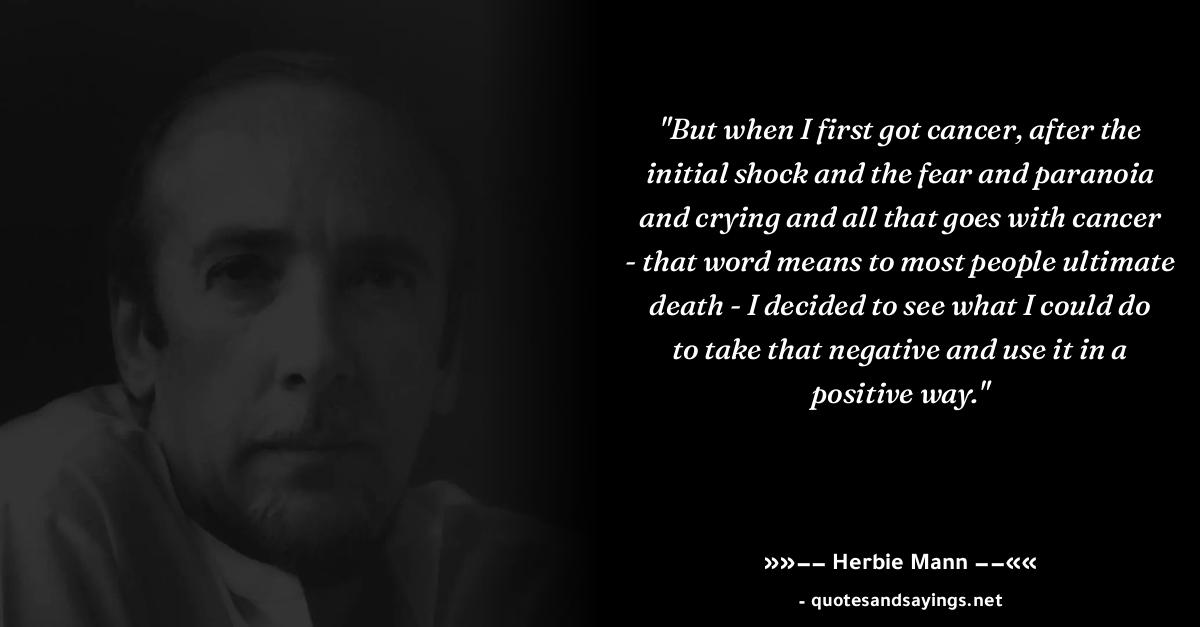 "But when I first got cancer, after the
initial shock and the fear and paranoia
and crying and all that goes with cancer
- that word means to most people ultimate
death - I decided to see what I could do
to take that negative and use it in a
positive way."
»»−− Herbie Mann −−««
- quotesandsayings.net